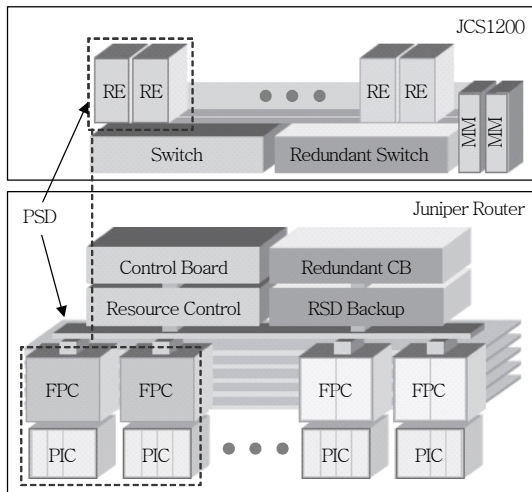 JCS1200
RE RE RE RE
MM MM
Switch Redundant Switch
PSD
Juniper Router
Control Board Redundant CB
Resource Control RSD Backup
FPC FPC FPC FPC
PIC PIC PIC PIC